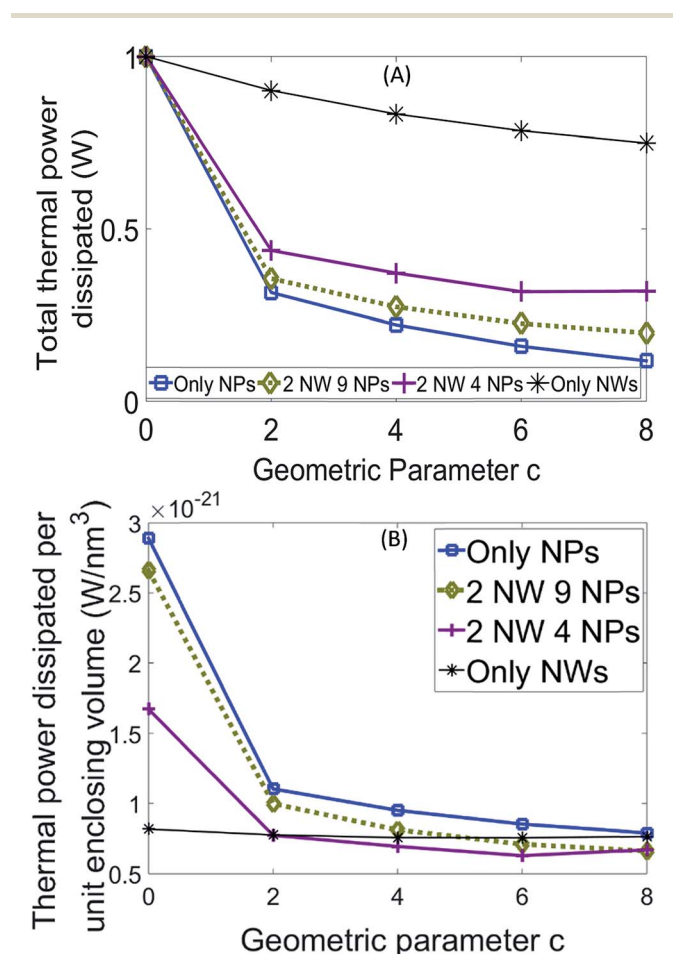 (A)
Total thermal power
dissipated (W)
1
0.5
0
Only NPs 2 NW 9 NPs 2 NW 4 NPs Only NWs
0 2 4 6 8
Geometric Parameter c
×10⁻²¹
(B)
Thermal power dissipated per
unit enclosing volume (W/nm³)
3
2.5
2
1.5
1
0.5
Only NPs
2 NW 9 NPs
2 NW 4 NPs
Only NWs
0 2 4 6 8
Geometric parameter c